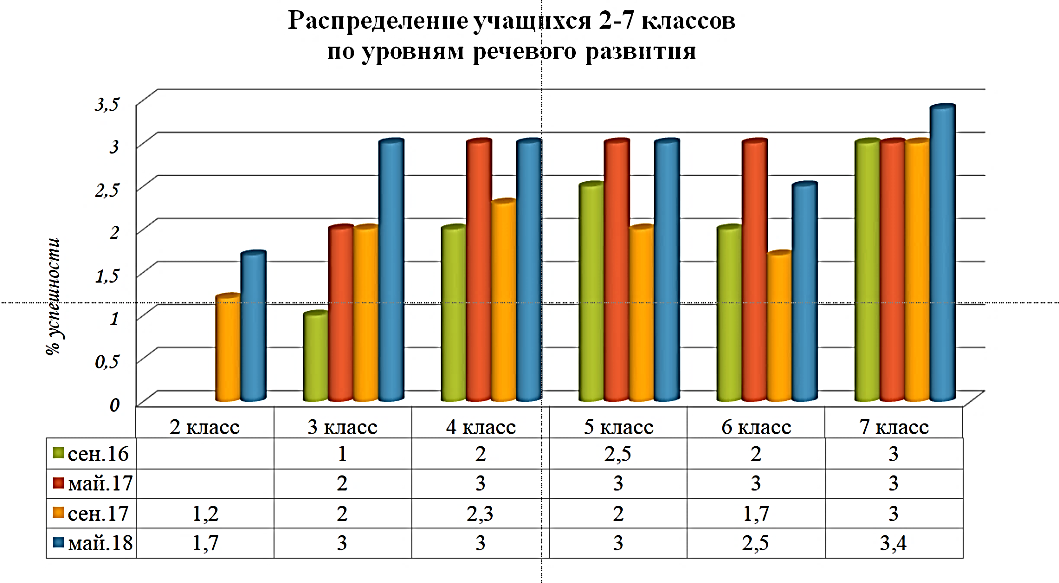 Распределение учащихся 2-7 классов
по уровням речевого развития
% успешности
3,5
3
2,5
2
1,5
1
0,5
0
2 класс 3 класс 4 класс 5 класс 6 класс 7 класс
сен.16 1 2 2,5 2 3
май.17 2 3 3 3 3
сен.17 1,2 2 2,3 2 1,7 3
май.18 1,7 3 3 3 2,5 3,4